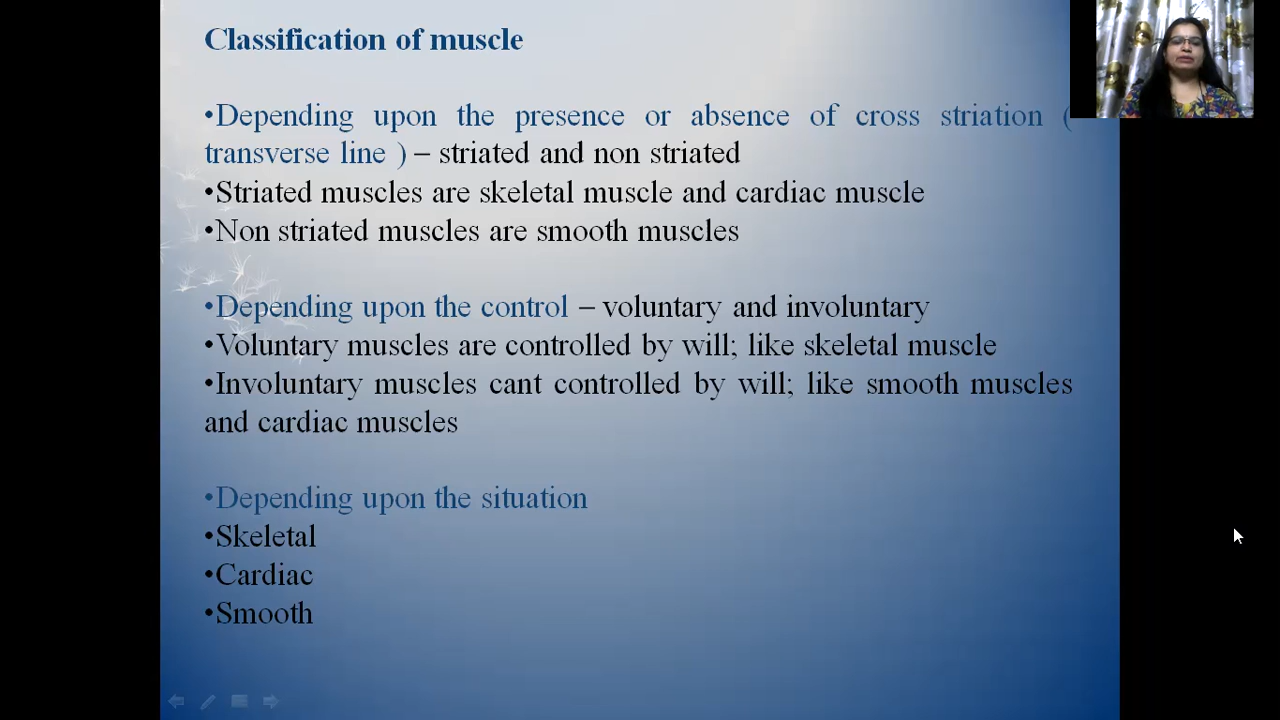 Classification of muscle
•Depending upon the presence or absence of cross striation (
transverse line ) – striated and non striated
•Striated muscles are skeletal muscle and cardiac muscle
•Non striated muscles are smooth muscles
•Depending upon the control – voluntary and involuntary
•Voluntary muscles are controlled by will; like skeletal muscle
•Involuntary muscles cant controlled by will; like smooth muscles
and cardiac muscles
•Depending upon the situation
•Skeletal
•Cardiac
•Smooth